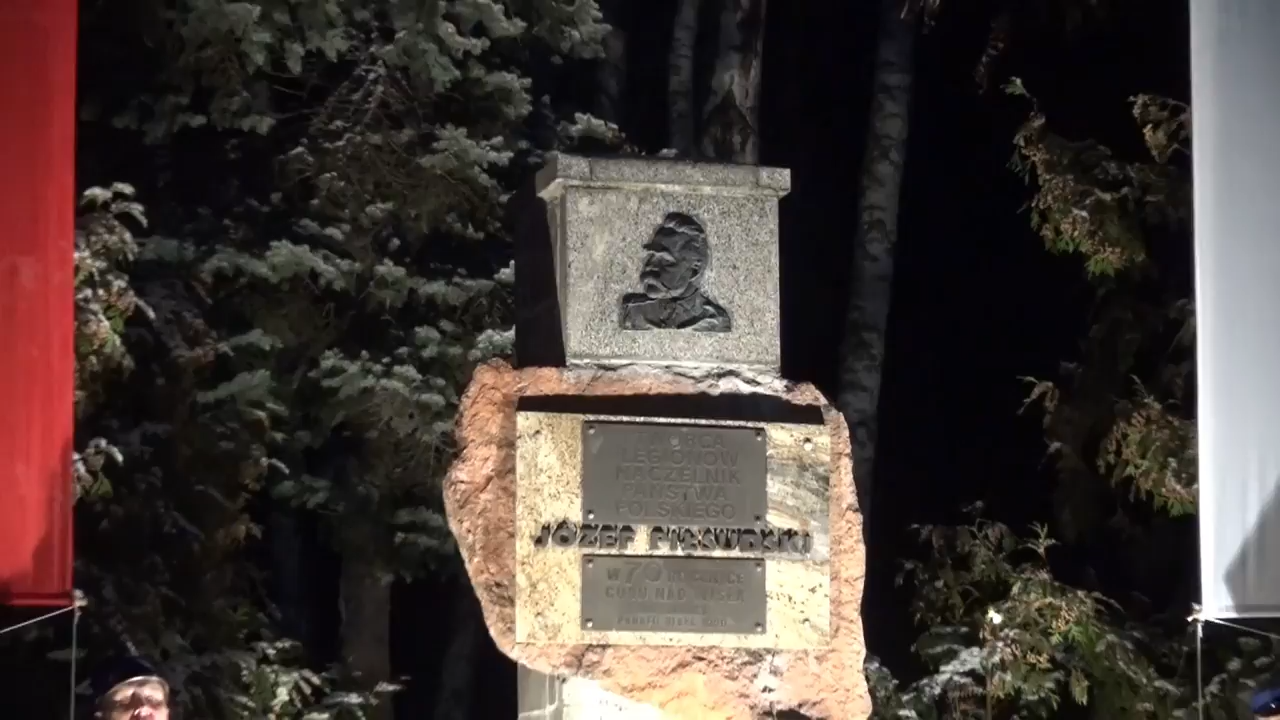 TWÓRCA
LEGIONÓW
NACZELNIK
PAŃSTWA
POLSKIEGO
JÓZEF PIŁSUDSKI
W 70 ROCZNICĘ
CUDU NAD WISŁĄ